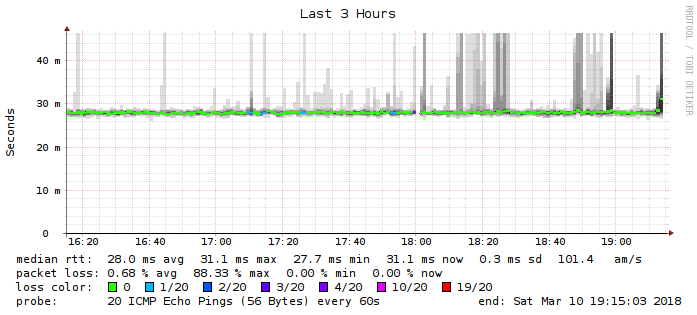 Last 3 Hours
RRDTOOL / TOBI OETIKER
Seconds
40 m
30 m
20 m
10 m
0
16:20 16:40 17:00 17:20 17:40 18:00 18:20 18:40 19:00
median rtt: 28.0 ms avg 31.1 ms max 27.7 ms min 31.1 ms now 0.3 ms sd 101.4 am/s
packet loss: 0.68 % avg 88.33 % max 0.00 % min 0.00 % now
loss color: 0 1/20 2/20 3/20 4/20 10/20 19/20
probe: 20 ICMP Echo Pings (56 Bytes) every 60s end: Sat Mar 10 19:15:03 2018